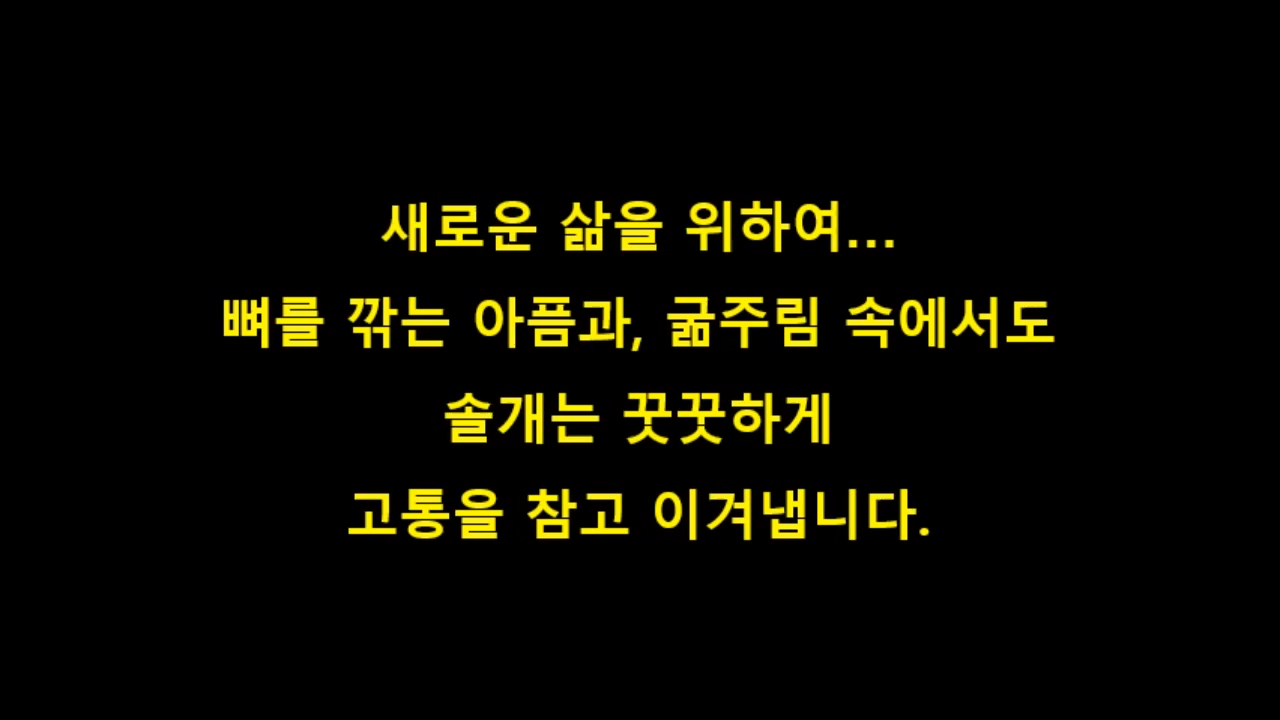 새로운 삶을 위하여...
뼈를 깎는 아픔과, 굶주림 속에서도
솔개는 꿋꿋하게
고통을 참고 이겨냅니다.